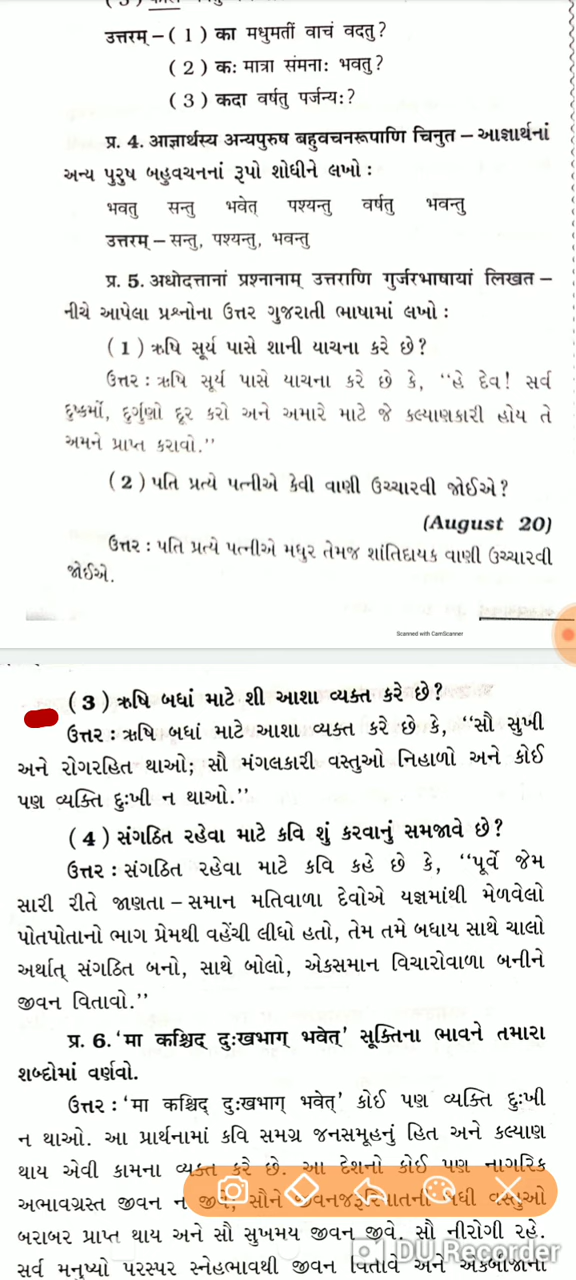 उत्तरम् – ( 1 ) का मधुमतीं वाचं वदतु ?
( 2 ) कः मात्रा संमनाः भवतु ?
( 3 ) कदा वर्षतु पर्जन्यः ?
प्र. 4. आज्ञार्थस्य अन्यपुरुष बहुवचनरूपाणि चिनुत – આજ્ઞાર્થનાં
અન્ય પુરુષ બહુવચનનાં રૂપો શોધીને લખો :
भवतु सन्तु भवेत् पश्यन्तु वर्षतु भवन्तु
उत्तरम् – सन्तु, पश्यन्तु, भवन्तु
प्र. 5. अधोदत्तानां प्रश्नानाम् उत्तराणि गुर्जरभाषायां लिखत –
નીચે આપેલા પ્રશ્નોના ઉત્તર ગુજરાતી ભાષામાં લખો :
( 1 ) ઋષિ સૂર્ય પાસે શાની યાચના કરે છે ?
ઉત્તર : ઋષિ સૂર્ય પાસે યાચના કરે છે કે, ‘‘હે દેવ! સર્વ
દુષ્કર્મો, દુર્ગુણો દૂર કરો અને અમારે માટે જે કલ્યાણકારી હોય તે
અમને પ્રાપ્ત કરાવો.’’
( 2 ) પતિ પ્રત્યે પત્નીએ કેવી વાણી ઉચ્ચારવી જોઈએ ?
(August 20)
ઉત્તર : પતિ પ્રત્યે પત્નીએ મધુર તેમજ શાંતિદાયક વાણી ઉચ્ચારવી
જોઈએ.
Scanned with CamScanner
( 3 ) ઋષિ બધાં માટે શી આશા વ્યક્ત કરે છે ?
ઉત્તર : ઋષિ બધાં માટે આશા વ્યક્ત કરે છે કે, ‘‘સૌ સુખી
અને રોગરહિત થાઓ; સૌ મંગલકારી વસ્તુઓ નિહાળો અને કોઈ
પણ વ્યક્તિ દુઃખી ન થાઓ.’’
( 4 ) સંગઠિત રહેવા માટે કવિ શું કરવાનું સમજાવે છે ?
ઉત્તર : સંગઠિત રહેવા માટે કવિ કહે છે કે, ‘‘પૂર્વે જેમ
સારી રીતે જાણતા – સમાન મતિવાળા દેવોએ યજ્ઞમાંથી મેળવેલો
પોતપોતાનો ભાગ પ્રેમથી વહેંચી લીધો હતો, તેમ તમે બધાય સાથે ચાલો
અર્થાત્ સંગઠિત બનો, સાથે બોલો, એકસમાન વિચારોવાળા બનીને
જીવન વિતાવો.’’
પ્ર. 6. ‘मा कश्चिद् दुःखभाग् भवेत्’ સૂક્તિના ભાવને તમારા
શબ્દોમાં વર્ણવો.
ઉત્તર : ‘मा कश्चिद् दुःखभाग् भवेत्’ કોઈ પણ વ્યક્તિ દુઃખી
ન થાઓ. આ પ્રાર્થનામાં કવિ સમગ્ર જનસમૂહનું હિત અને કલ્યાણ
થાય એવી કામના વ્યક્ત કરે છે. આ દેશનો કોઈ પણ નાગરિક
અભાવગ્રસ્ત જીવન ન જીવે, સૌને જીવનજરૂરિયાતની બધી વસ્તુઓ
બરાબર પ્રાપ્ત થાય અને સૌ સુખમય જીવન જીવે. સૌ નીરોગી રહે.
સર્વ મનુષ્યો પરસ્પર સ્નેહભાવથી જીવન વિતાવે અને એકબીજાના
DU Recorder